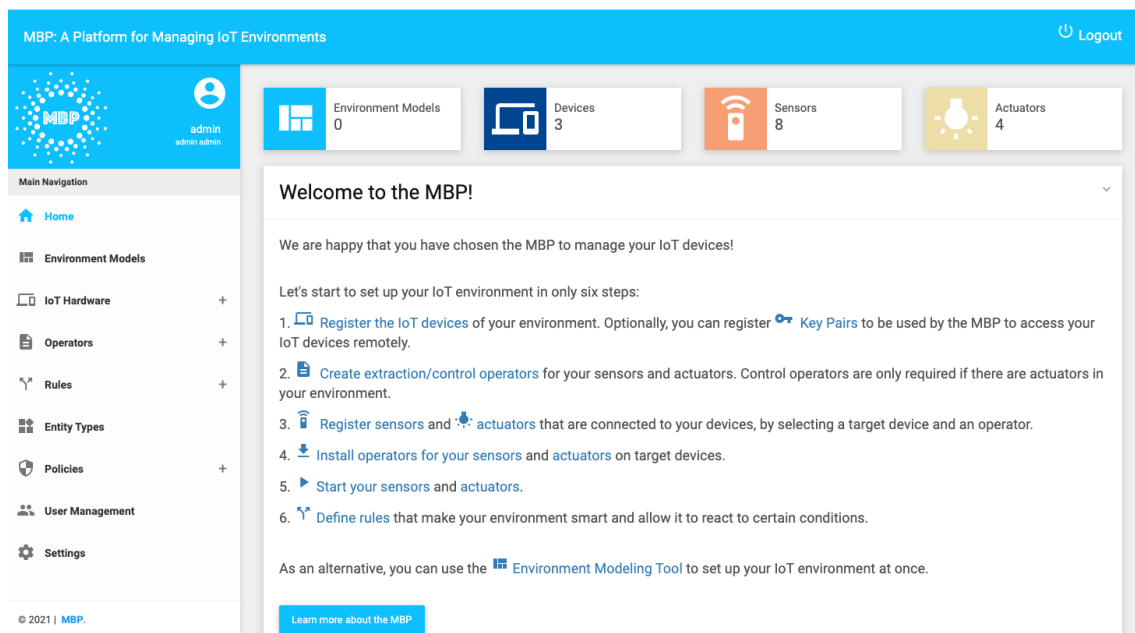 MBP: A Platform for Managing IoT Environments
Logout
MBP
admin
admin admin
Environment Models
0
Devices
3
Sensors
8
Actuators
4
Main Navigation
Home
Environment Models
IoT Hardware +
Operators +
Rules +
Entity Types
Policies +
User Management
Settings
© 2021 | MBP.
Welcome to the MBP!
We are happy that you have chosen the MBP to manage your IoT devices!
Let's start to set up your IoT environment in only six steps:
1. Register the IoT devices of your environment. Optionally, you can register Key Pairs to be used by the MBP to access your
IoT devices remotely.
2. Create extraction/control operators for your sensors and actuators. Control operators are only required if there are actuators in
your environment.
3. Register sensors and actuators that are connected to your devices, by selecting a target device and an operator.
4. Install operators for your sensors and actuators on target devices.
5. Start your sensors and actuators.
6. Define rules that make your environment smart and allow it to react to certain conditions.
As an alternative, you can use the Environment Modeling Tool to set up your IoT environment at once.
Learn more about the MBP